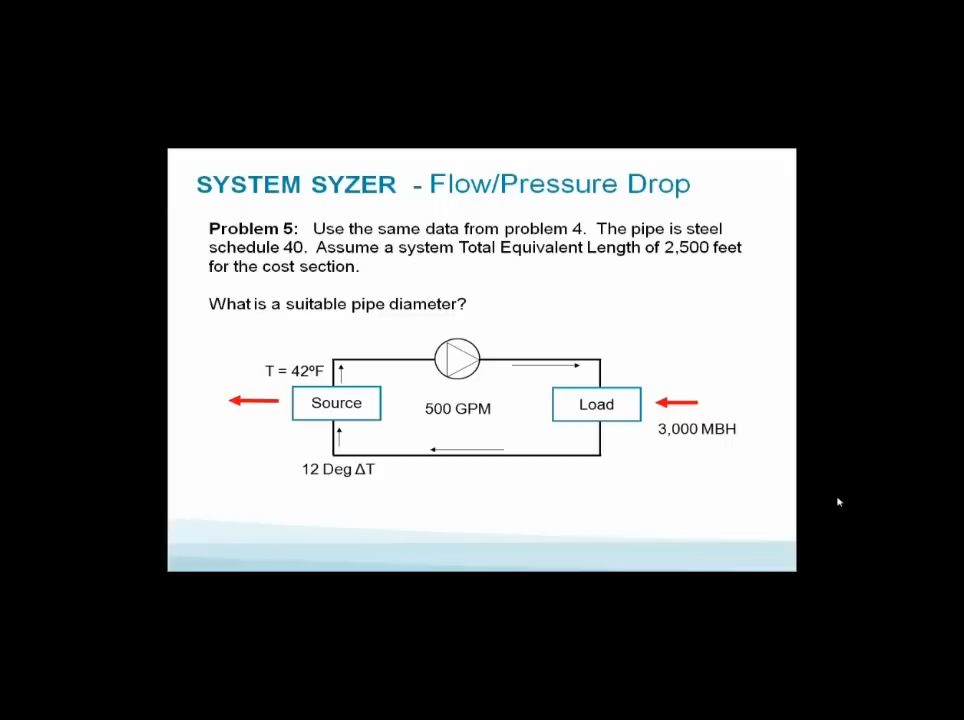 SYSTEM SYZER - Flow/Pressure Drop
Problem 5: Use the same data from problem 4. The pipe is steel
schedule 40. Assume a system Total Equivalent Length of 2,500 feet
for the cost section.
What is a suitable pipe diameter?
T = 42ºF
Source
500 GPM
Load
3,000 MBH
12 Deg ΔT